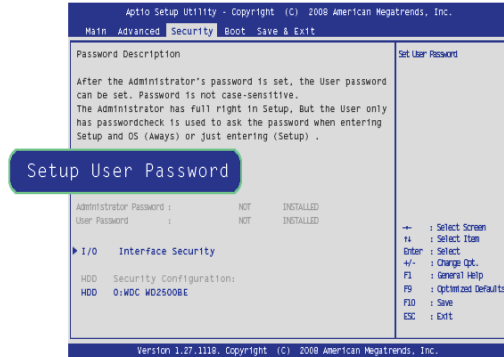 Aptio Setup Utility - Copyright (C) 2008 American Megatrends, Inc.
Main Advanced Security Boot Save & Exit
Password Description
After the Administrator's password is set, the User password
can be set. Password is not case-sensitive.
The Administrator has full right in Setup, But the User only
has passwordcheck is used to ask the password when entering
Setup and OS (Aways) or just entering (Setup) .
Setup User Password
Administrator Password : NOT INSTALLED
User Password : NOT INSTALLED
I/O Interface Security
HDD Security Configuration:
HDD 0:WDC WD2500BE
Set User Password
→← : Select Screen
↑↓ : Select Item
Enter : Select
+/- : Change Opt.
F1 : General Help
F9 : Optimized Defaults
F10 : Save
ESC : Exit
Version 1.27.1118. Copyright (C) 2008 American Megatrens, Inc.